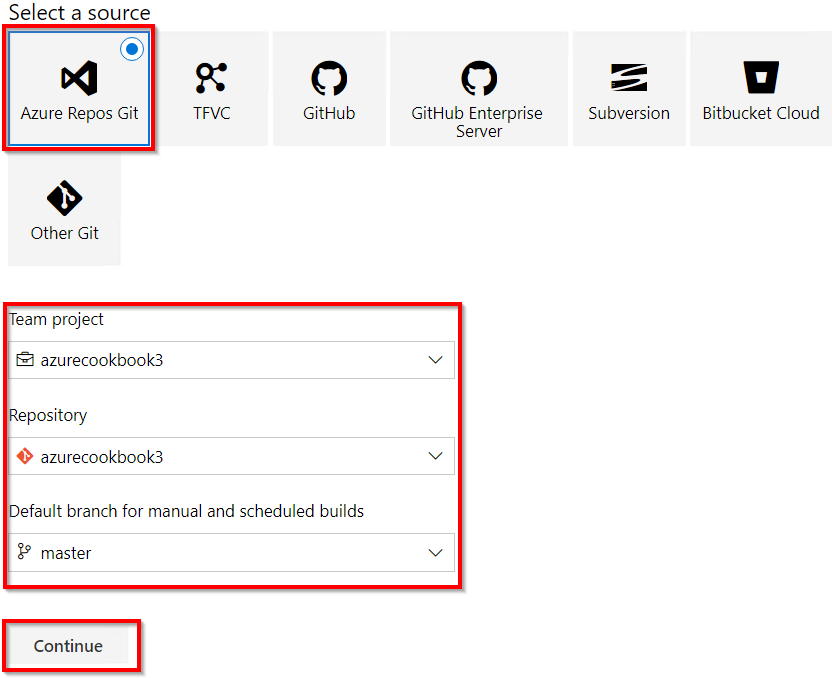 Select a source
Azure Repos Git
TFVC
GitHub
GitHub Enterprise
Server
Subversion
Bitbucket Cloud
Other Git
Team project
azurecookbook3
Repository
azurecookbook3
Default branch for manual and scheduled builds
master
Continue